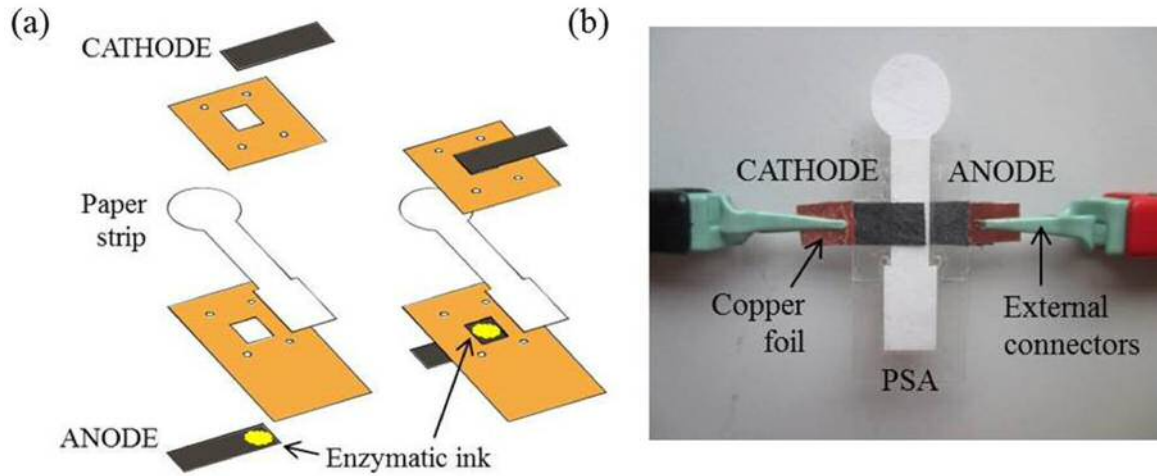 (a)
CATHODE
Paper
strip
ANODE
Enzymatic ink
(b)
CATHODE
ANODE
Copper
foil
External
connectors
PSA